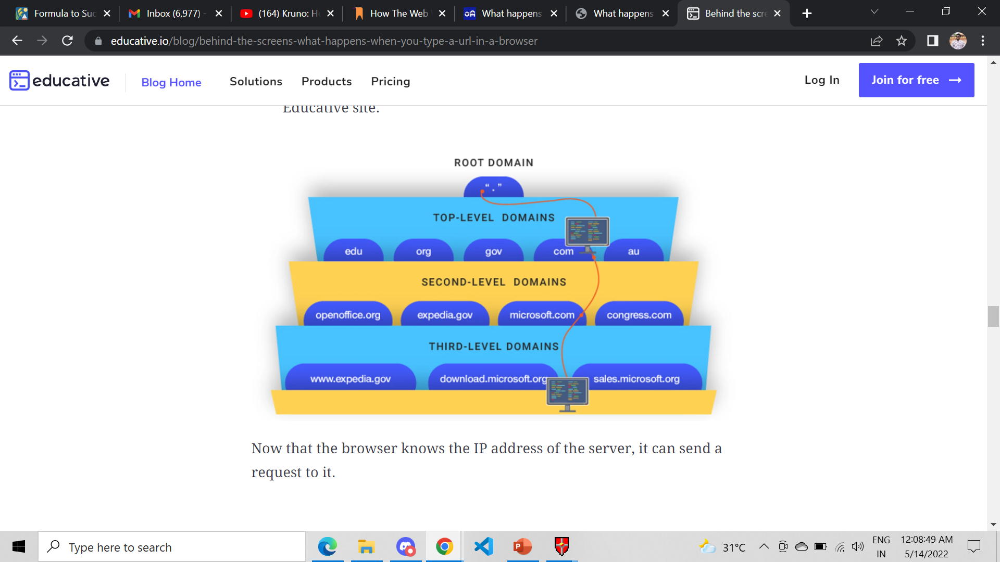 Formula to Suc
Inbox (6,977) -
(164) Kruno: H
How The Web
What happens
What happens
Behind the scre
educative.io/blog/behind-the-screens-what-happens-when-you-type-a-url-in-a-browser
educative
Blog Home
Solutions
Products
Pricing
Log In
Join for free
Educative site.
ROOT DOMAIN
“ . ”
TOP-LEVEL DOMAINS
edu
org
gov
com
au
SECOND-LEVEL DOMAINS
openoffice.org
expedia.gov
microsoft.com
congress.com
THIRD-LEVEL DOMAINS
www.expedia.gov
download.microsoft.org
sales.microsoft.org
Now that the browser knows the IP address of the server, it can send a
request to it.
Type here to search
31°C
ENG
IN
12:08:49 AM
5/14/2022